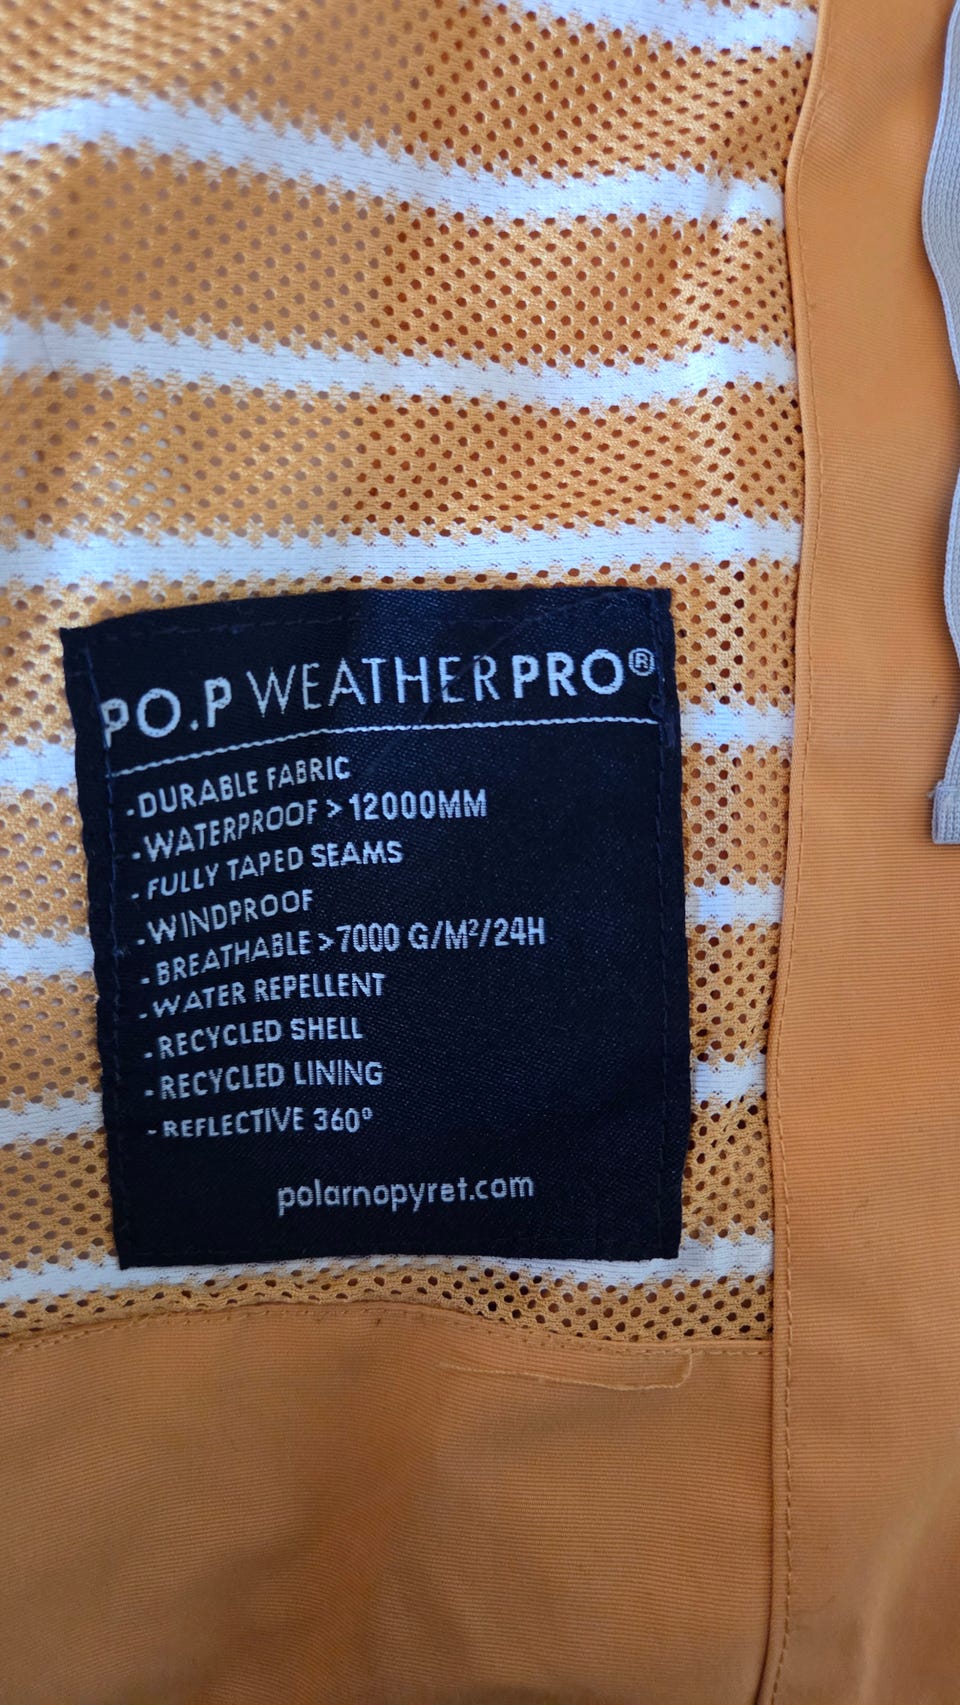 PO.P WEATHERPRO®
-DURABLE FABRIC
-WATERPROOF >12000MM
-FULLY TAPED SEAMS
-WINDPROOF
-BREATHABLE >7000 G/M²/24H
-WATER REPELLENT
-RECYCLED SHELL
-RECYCLED LINING
-REFLECTIVE 360°
polarnopyret.com